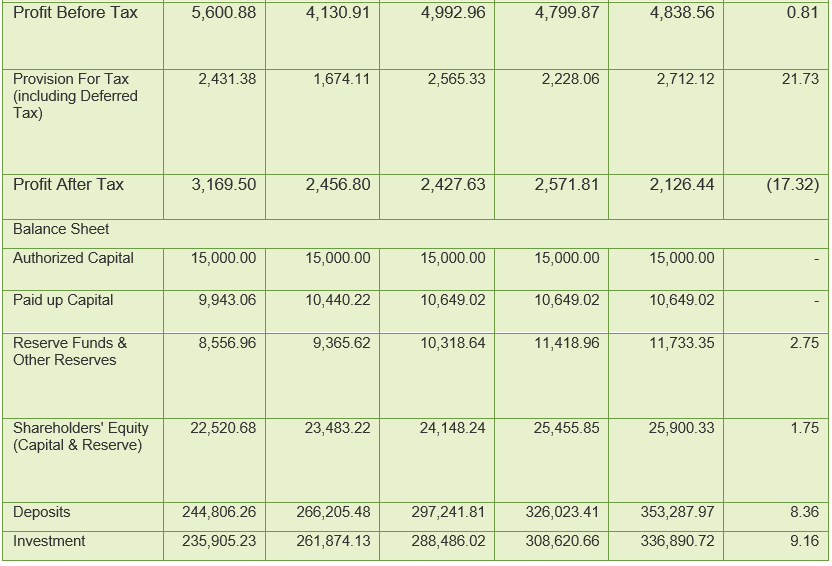 Profit Before Tax 5,600.88 4,130.91 4,992.96 4,799.87 4,838.56 0.81
Provision For Tax 2,431.38 1,674.11 2,565.33 2,228.06 2,712.12 21.73
(including Deferred
Tax)
Profit After Tax 3,169.50 2,456.80 2,427.63 2,571.81 2,126.44 (17.32)
Balance Sheet
Authorized Capital 15,000.00 15,000.00 15,000.00 15,000.00 15,000.00 -
Paid up Capital 9,943.06 10,440.22 10,649.02 10,649.02 10,649.02 -
Reserve Funds & 8,556.96 9,365.62 10,318.64 11,418.96 11,733.35 2.75
Other Reserves
Shareholders' Equity 22,520.68 23,483.22 24,148.24 25,455.85 25,900.33 1.75
(Capital & Reserve)
Deposits 244,806.26 266,205.48 297,241.81 326,023.41 353,287.97 8.36
Investment 235,905.23 261,874.13 288,486.02 308,620.66 336,890.72 9.16